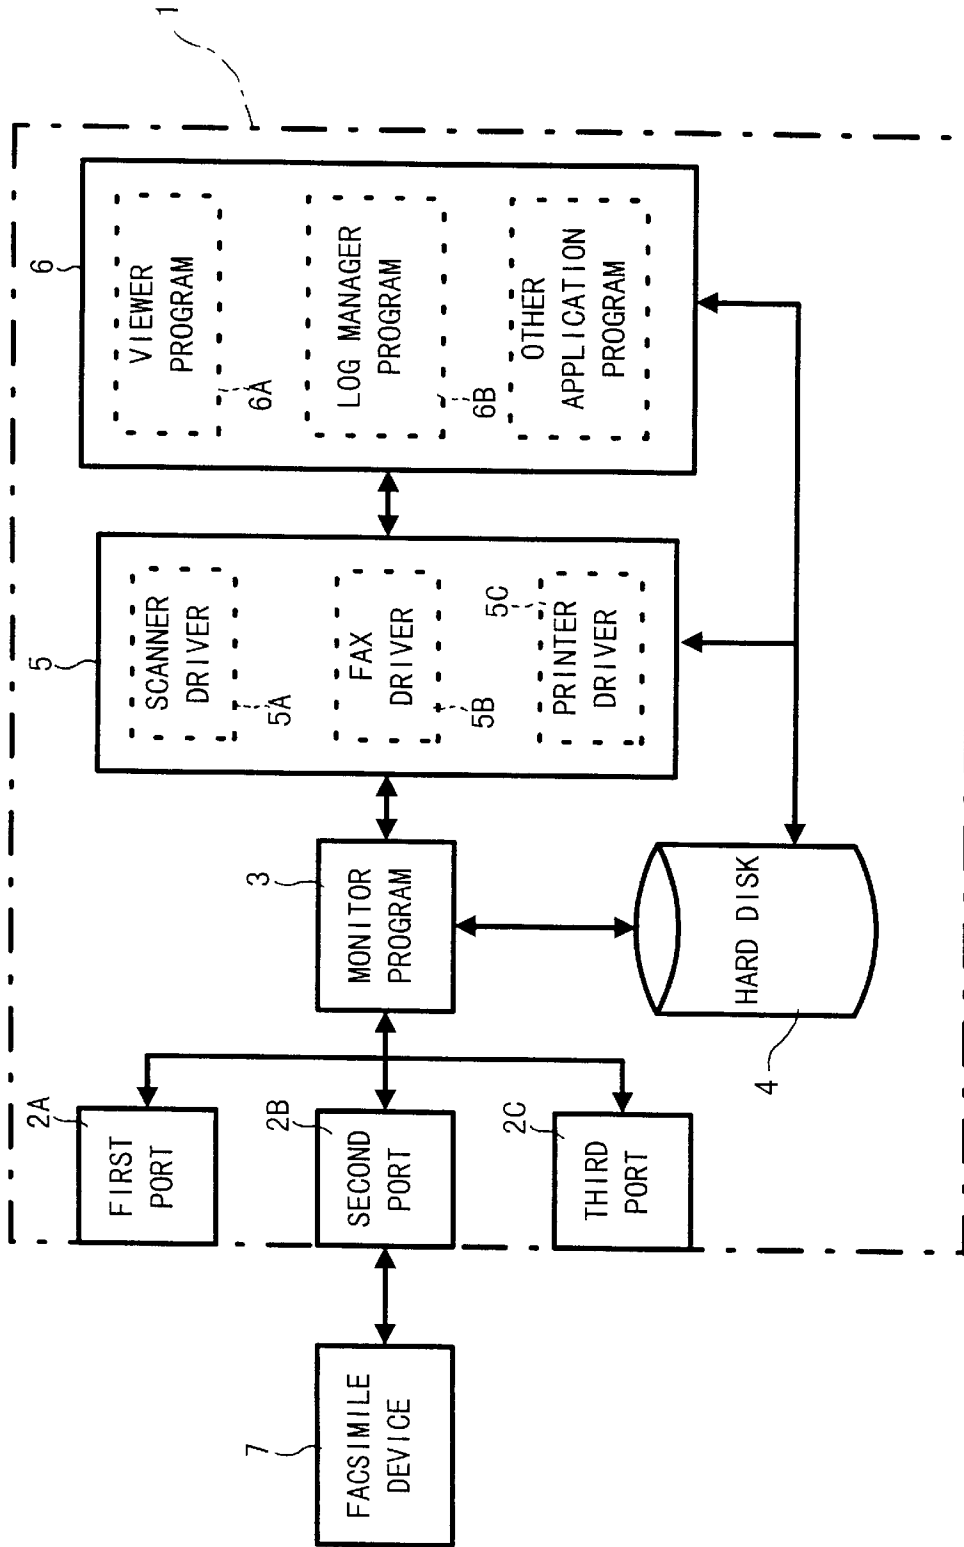 1
6
VIEWER
PROGRAM
6A
LOG MANAGER
PROGRAM
6B
OTHER
APPLICATION
PROGRAM
5
SCANNER
DRIVER
5A
FAX
DRIVER
5B
5C
PRINTER
DRIVER
3
MONITOR
PROGRAM
HARD DISK
4
2A
FIRST
PORT
2B
SECOND
PORT
2C
THIRD
PORT
7
FACSIMILE
DEVICE